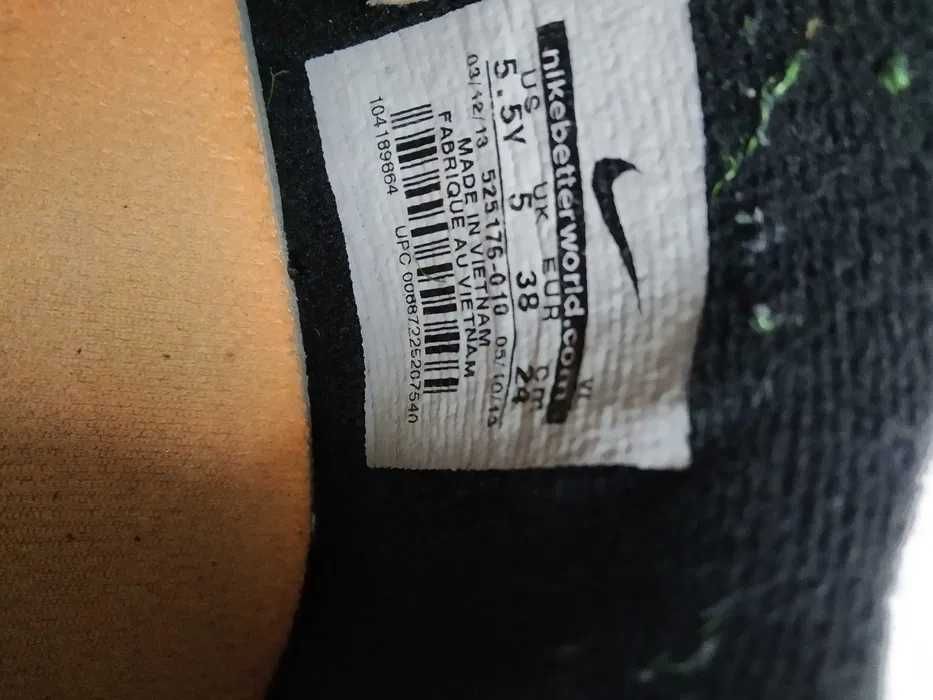 VI
nikebetterworld.com
US UK EUR cm
5.5Y 5 38 24
03/12/13 525176-010 05/10/13
MADE IN VIETNAM
FABRIQUE AU VIETNAM
104189864 UPC 00887225207540